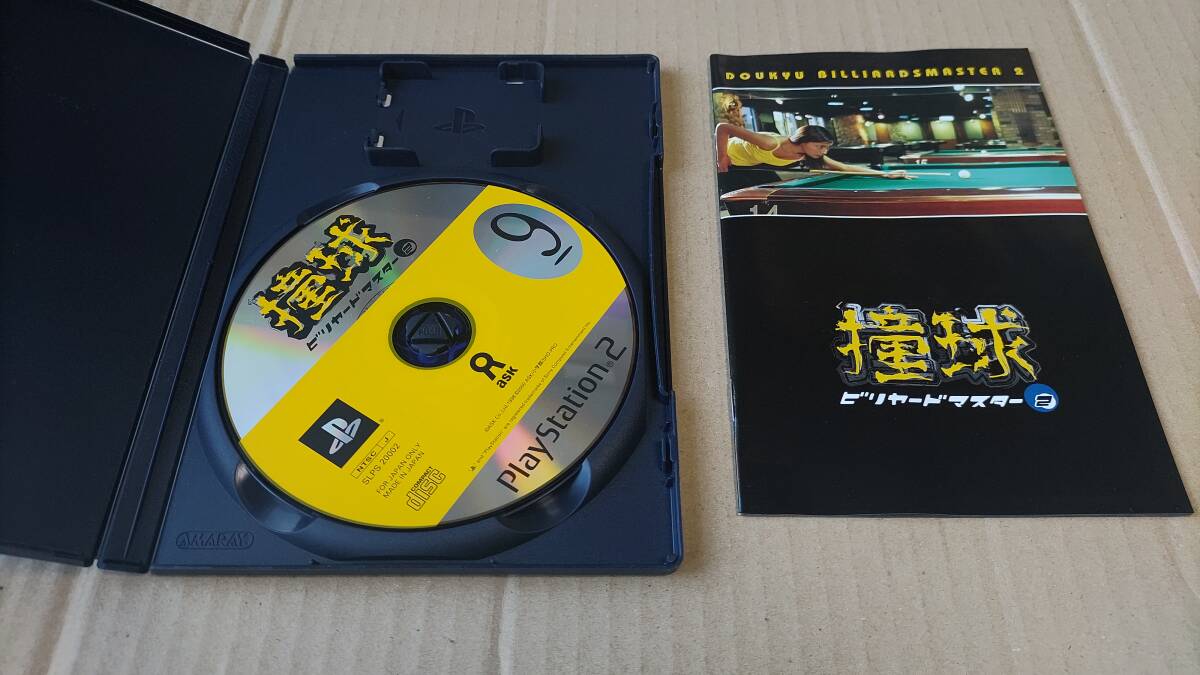 撞球
2
ビリヤードマスター
9
ask
PlayStation 2
NTSC J
SLPS 20002
FOR JAPAN ONLY
MADE IN JAPAN
COMPACT
disc
AMARAY
DOUKYU BILLIARDSMASTER 2
15
14
撞球
ビリヤードマスター2